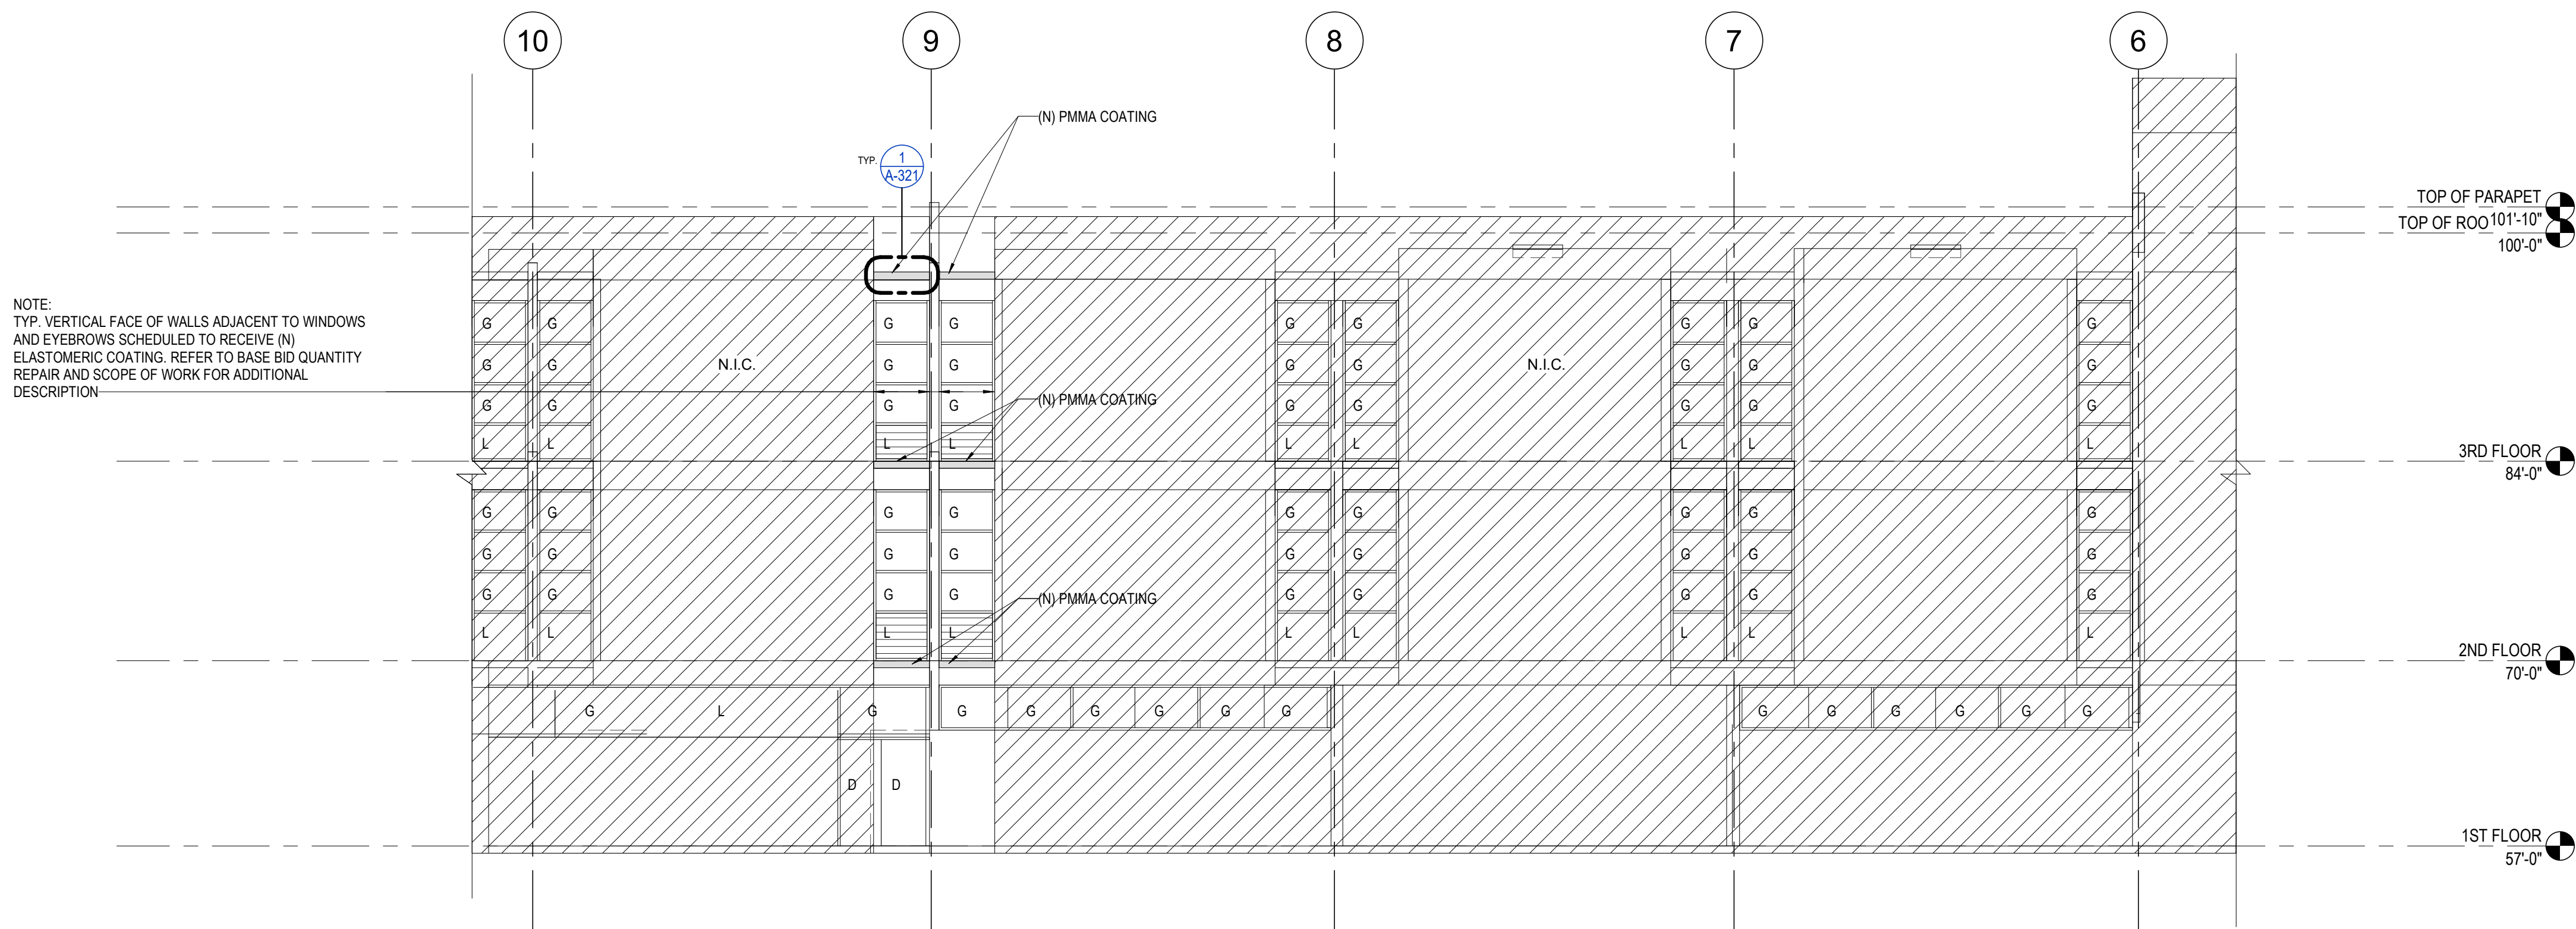 10 9 8 7 6
(N) PMMA COATING
TYP. 1
A-321
TOP OF PARAPET
101'-10"
TOP OF ROO
100'-0"
NOTE:
TYP. VERTICAL FACE OF WALLS ADJACENT TO WINDOWS
AND EYEBROWS SCHEDULED TO RECEIVE (N)
ELASTOMERIC COATING. REFER TO BASE BID QUANTITY
REPAIR AND SCOPE OF WORK FOR ADDITIONAL
DESCRIPTION
G G G G G G G G G
G G N.I.C. G G G G N.I.C. G G G
G G G G G G G G G
(N) PMMA COATING
L L L L L L L L L
3RD FLOOR
84'-0"
G G G G G G G G G
G G G G G G G G G
G G G G G G G G G
(N) PMMA COATING
L L L L L L L L L
2ND FLOOR
70'-0"
G L G G G G G G G G G G G G G
D D
1ST FLOOR
57'-0"